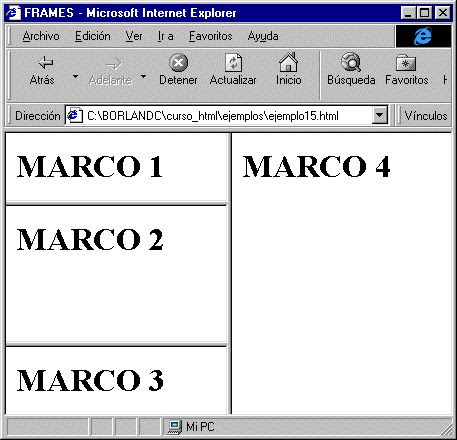 FRAMES - Microsoft Internet Explorer
Archivo Edición Ver Ir a Favoritos Ayuda
Atrás Adelante Detener Actualizar Inicio Búsqueda Favoritos H
Dirección C:\BORLANDC\curso_html\ejemplos\ejemplo15.html Vínculos
MARCO 1
MARCO 2
MARCO 3
MARCO 4
Mi PC